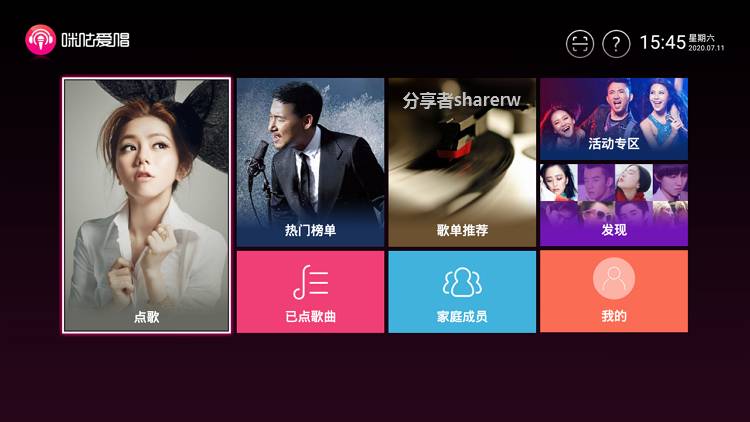 咪咕爱唱
?
15:45
星期六
2020.07.11
分享者sharerw_
活动专区
热门榜单
歌单推荐
发现
点歌
已点歌曲
家庭成员
我的